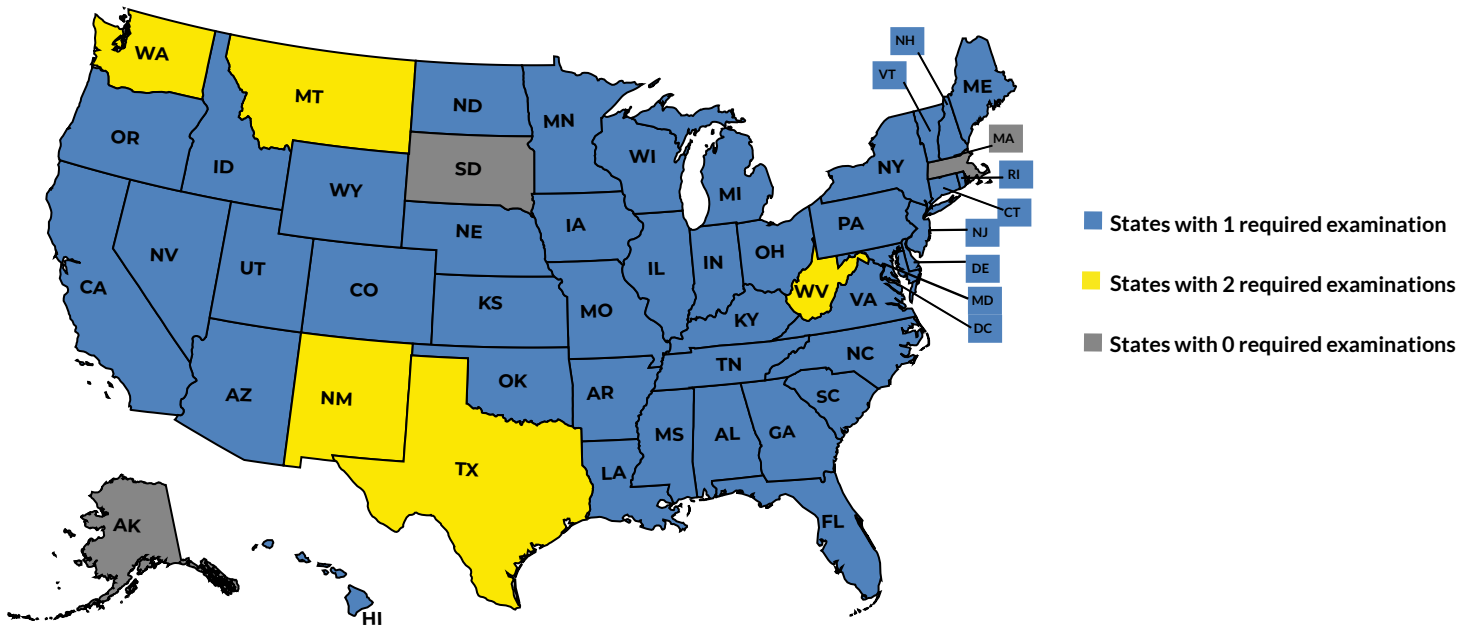 WA
MT
ND
MN
NH
VT
ME
OR
ID
WY
SD
WI
MI
NY
MA
RI
CT
NV
UT
CO
NE
IA
PA
NJ
States with 1 required examination
CA
KS
IL
IN
OH
DE
MD
DC
WV
VA
States with 2 required examinations
MO
KY
AZ
NM
OK
AR
TN
NC
States with 0 required examinations
TX
LA
MS
AL
GA
SC
AK
HI
FL